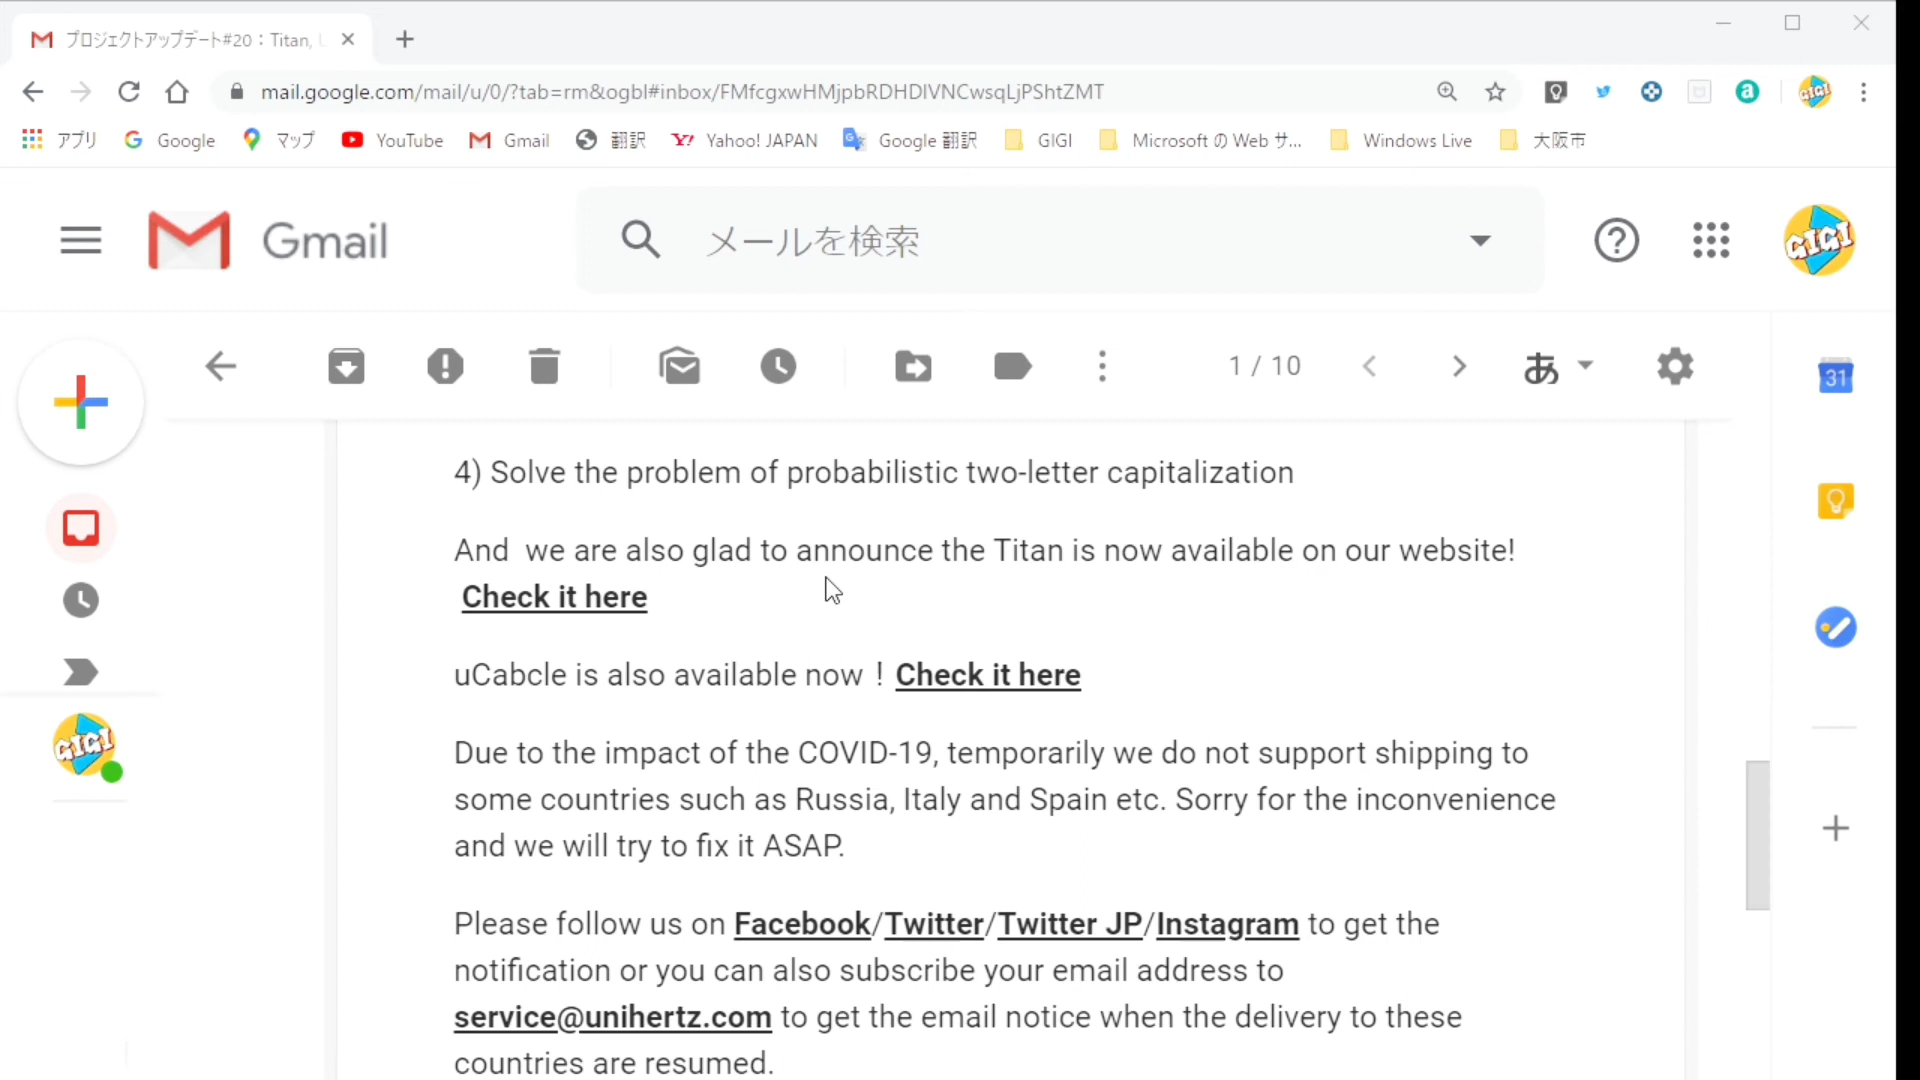 プロジェクトアップデート#20：Titan,
mail.google.com/mail/u/0/?tab=rm&ogbl#inbox/FMfcgxwHMjpbRDHDlVNCwsqLjPShtZMT
アプリ Google マップ YouTube Gmail 翻訳 Yahoo! JAPAN Google 翻訳 GIGI Microsoft の Web サ... Windows Live 大阪市
Gmail メールを検索 GIGI
1 / 10 あ
31
4) Solve the problem of probabilistic two-letter capitalization
And we are also glad to announce the Titan is now available on our website!
Check it here
uCabcle is also available now！Check it here
GIGI
Due to the impact of the COVID-19, temporarily we do not support shipping to
some countries such as Russia, Italy and Spain etc. Sorry for the inconvenience
and we will try to fix it ASAP.
Please follow us on Facebook/Twitter/Twitter JP/Instagram to get the
notification or you can also subscribe your email address to
service@unihertz.com to get the email notice when the delivery to these
countries are resumed.